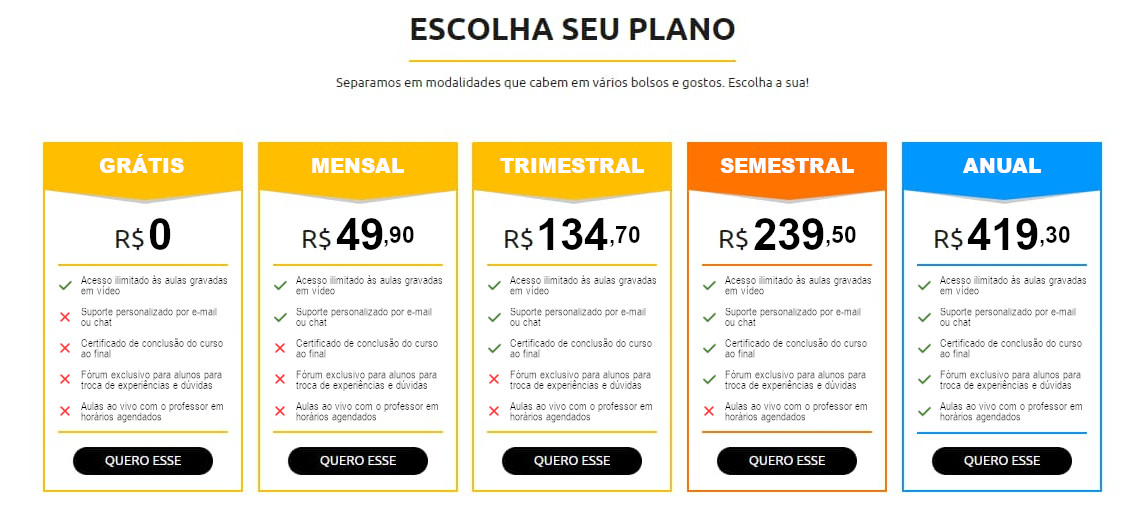 ESCOLHA SEU PLANO
Separamos em modalidades que cabem em vários bolsos e gostos. Escolha a sua!
GRÁTIS
R$ 0
Acesso ilimitado às aulas gravadas
em vídeo
Suporte personalizado por e-mail
ou chat
Certificado de conclusão do curso
ao final
Fórum exclusivo para alunos para
troca de experiências e dúvidas
Aulas ao vivo com o professor em
horários agendados
QUERO ESSE
MENSAL
R$ 49,90
Acesso ilimitado às aulas gravadas
em vídeo
Suporte personalizado por e-mail
ou chat
Certificado de conclusão do curso
ao final
Fórum exclusivo para alunos para
troca de experiências e dúvidas
Aulas ao vivo com o professor em
horários agendados
QUERO ESSE
TRIMESTRAL
R$ 134,70
Acesso ilimitado às aulas gravadas
em vídeo
Suporte personalizado por e-mail
ou chat
Certificado de conclusão do curso
ao final
Fórum exclusivo para alunos para
troca de experiências e dúvidas
Aulas ao vivo com o professor em
horários agendados
QUERO ESSE
SEMESTRAL
R$ 239,50
Acesso ilimitado às aulas gravadas
em vídeo
Suporte personalizado por e-mail
ou chat
Certificado de conclusão do curso
ao final
Fórum exclusivo para alunos para
troca de experiências e dúvidas
Aulas ao vivo com o professor em
horários agendados
QUERO ESSE
ANUAL
R$ 419,30
Acesso ilimitado às aulas gravadas
em vídeo
Suporte personalizado por e-mail
ou chat
Certificado de conclusão do curso
ao final
Fórum exclusivo para alunos para
troca de experiências e dúvidas
Aulas ao vivo com o professor em
horários agendados
QUERO ESSE